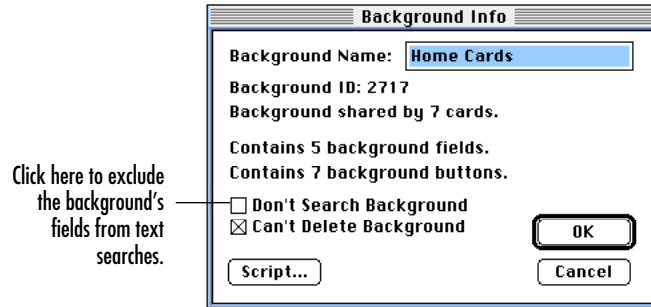 Background Info
Background Name: Home Cards
Background ID: 2717
Background shared by 7 cards.
Contains 5 background fields.
Contains 7 background buttons.
Click here to exclude
the background's
fields from text
searches.
Don't Search Background
Can't Delete Background
OK
Script...
Cancel